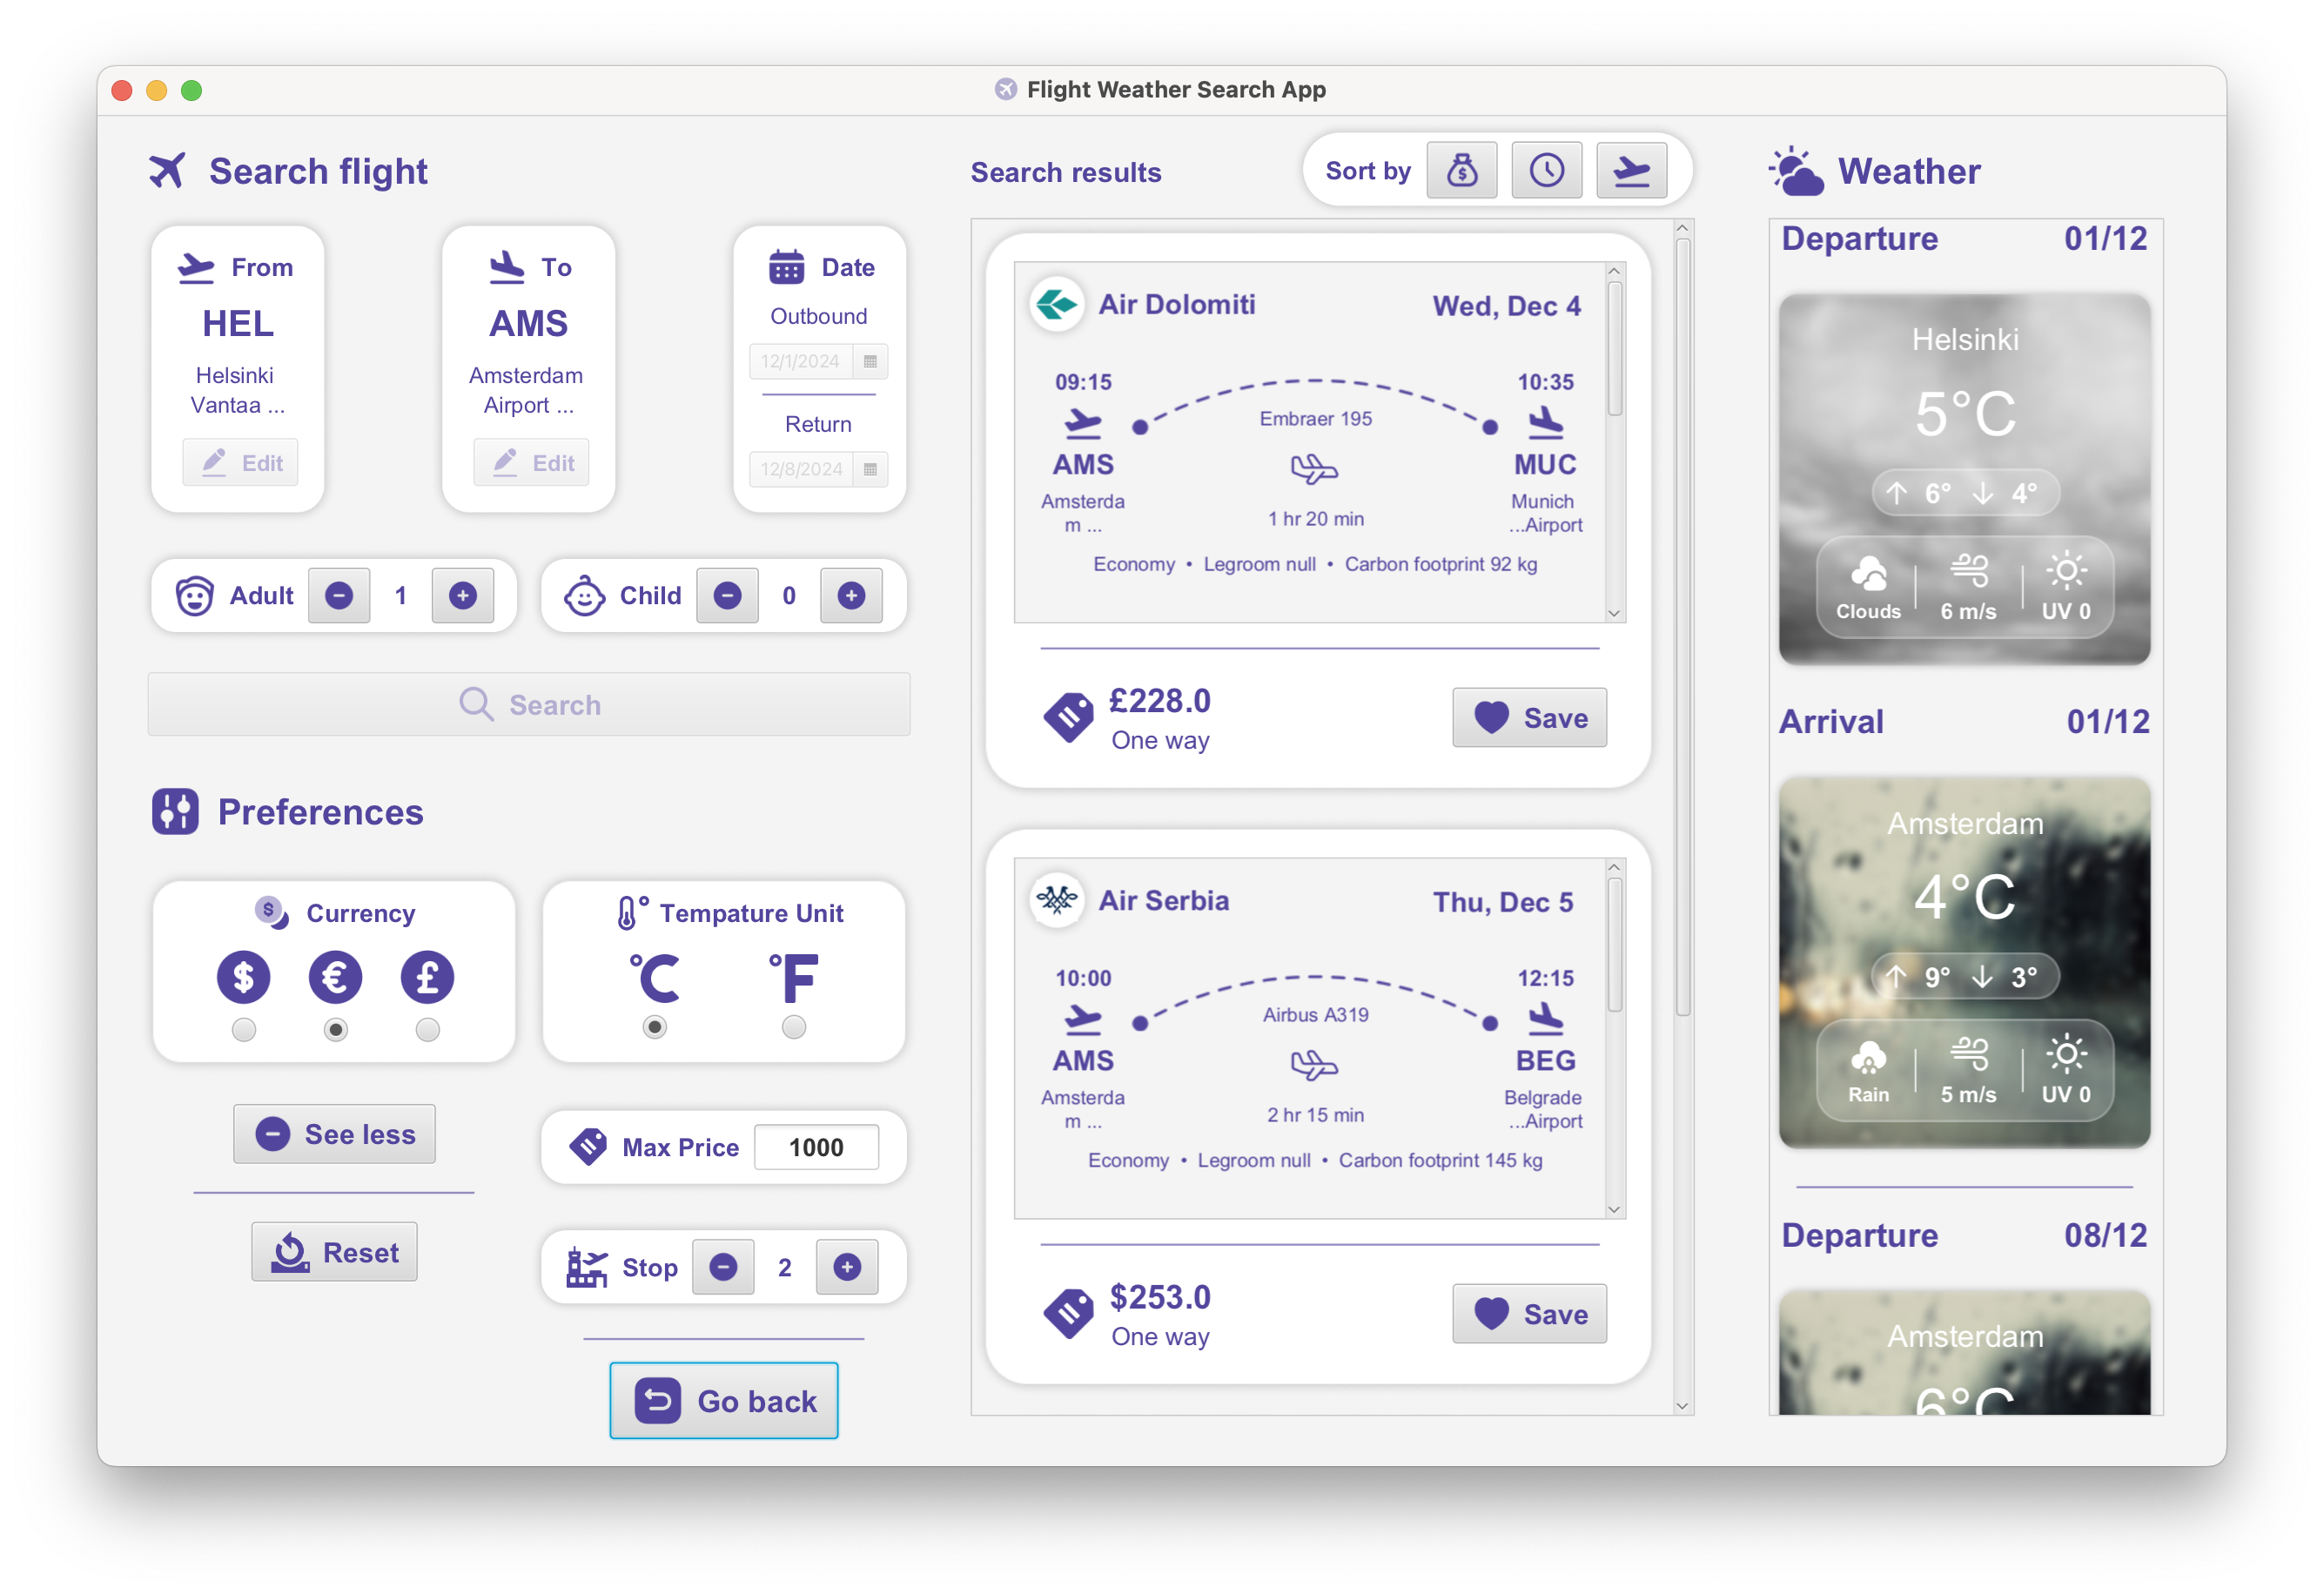 Flight Weather Search App
Search flight
From
HEL
Helsinki
Vantaa ...
Edit
To
AMS
Amsterdam
Airport ...
Edit
Date
Outbound
12/1/2024
Return
12/8/2024
Adult
1
Child
0
Search
Preferences
Currency
$ € £
Tempature Unit
°C °F
See less
Reset
Max Price 1000
Stop
2
Go back
Search results
Sort by
$
Air Dolomiti
Wed, Dec 4
09:15
AMS
Amsterda
m ...
Embraer 195
1 hr 20 min
10:35
MUC
Munich
...Airport
Economy • Legroom null • Carbon footprint 92 kg
£228.0
One way
Save
Air Serbia
Thu, Dec 5
10:00
AMS
Amsterda
m ...
Airbus A319
2 hr 15 min
12:15
BEG
Belgrade
...Airport
Economy • Legroom null • Carbon footprint 145 kg
$253.0
One way
Save
Weather
Departure 01/12
Helsinki
5°C
↑ 6° ↓ 4°
Clouds 6 m/s UV 0
Arrival 01/12
Amsterdam
4°C
↑ 9° ↓ 3°
Rain 5 m/s UV 0
Departure 08/12
Amsterdam
6°C